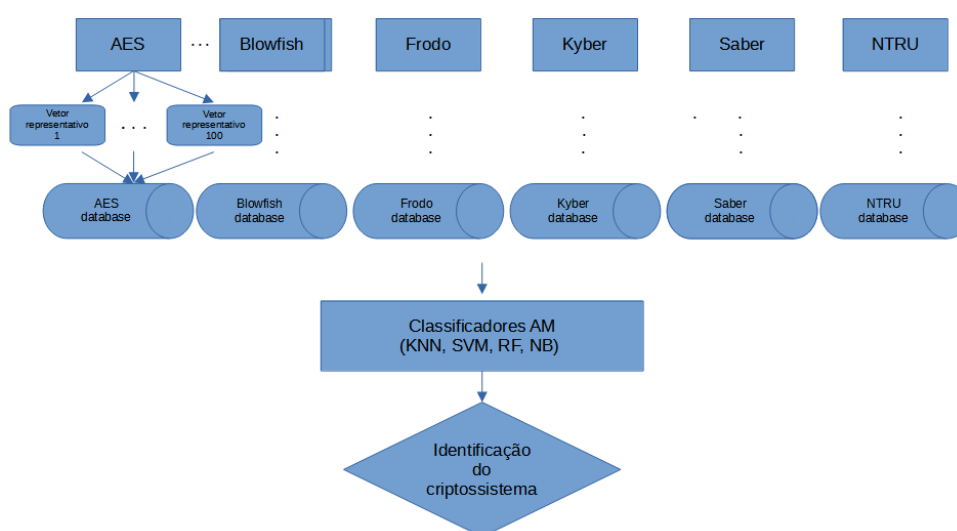 AES ... Blowfish Frodo Kyber Saber NTRU
Vetor
representativo
1
...
Vetor
representativo
100
AES
database
Blowfish
database
Frodo
database
Kyber
database
Saber
database
NTRU
database
Classificadores AM
(KNN, SVM, RF, NB)
Identificação
do
criptossistema